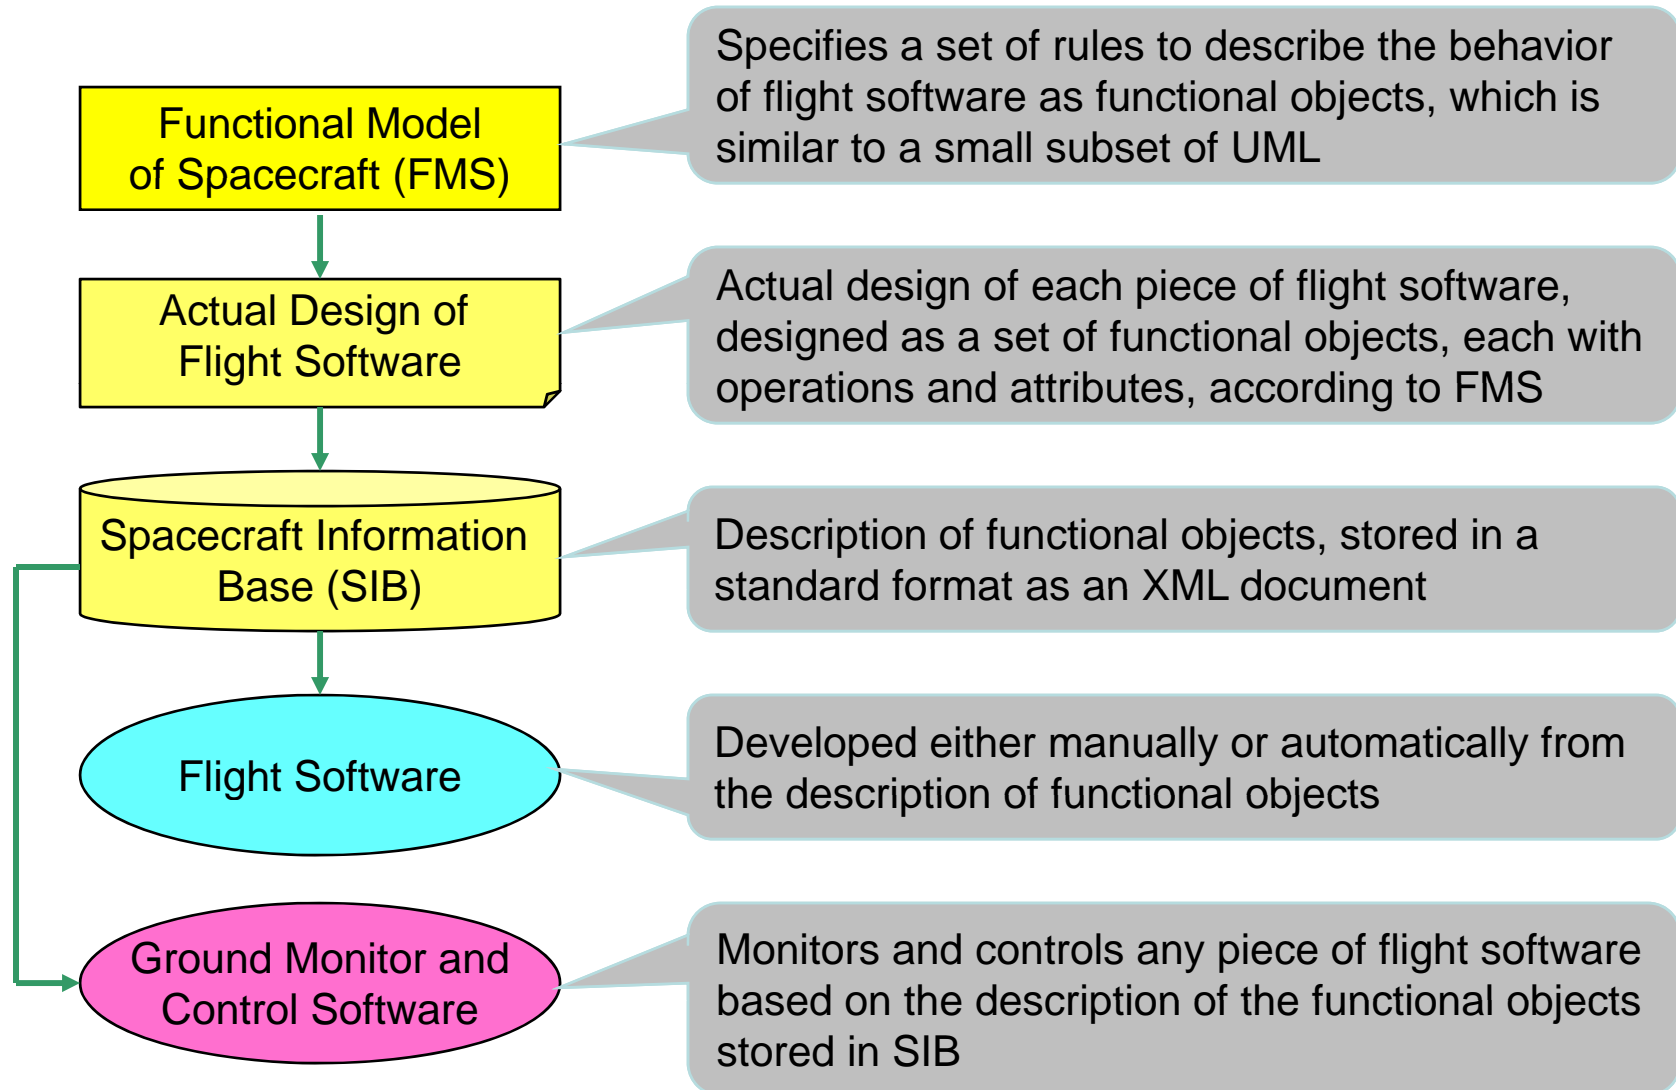 Functional Model
of Spacecraft (FMS)
Specifies a set of rules to describe the behavior
of flight software as functional objects, which is
similar to a small subset of UML
Actual Design of
Flight Software
Actual design of each piece of flight software,
designed as a set of functional objects, each with
operations and attributes, according to FMS
Spacecraft Information
Base (SIB)
Description of functional objects, stored in a
standard format as an XML document
Flight Software
Developed either manually or automatically from
the description of functional objects
Ground Monitor and
Control Software
Monitors and controls any piece of flight software
based on the description of the functional objects
stored in SIB